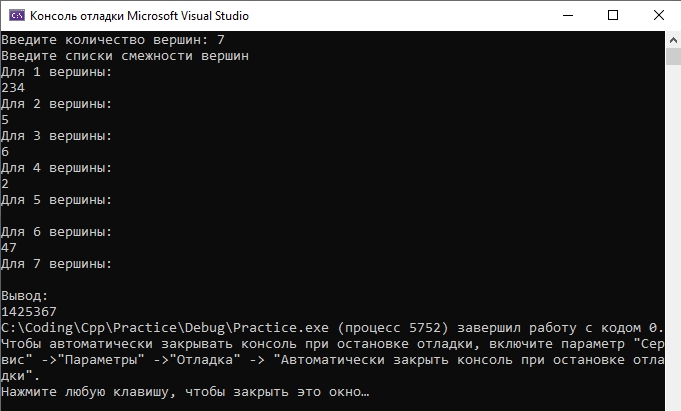 Консоль отладки Microsoft Visual Studio
Введите количество вершин: 7
Введите списки смежности вершин
Для 1 вершины:
234
Для 2 вершины:
5
Для 3 вершины:
6
Для 4 вершины:
2
Для 5 вершины:
Для 6 вершины:
47
Для 7 вершины:
Вывод:
1425367
C:\Coding\Cpp\Practice\Debug\Practice.exe (процесс 5752) завершил работу с кодом 0.
Чтобы автоматически закрывать консоль при остановке отладки, включите параметр "Сер
вис" ->"Параметры" ->"Отладка" -> "Автоматически закрыть консоль при остановке отла
дки".
Нажмите любую клавишу, чтобы закрыть это окно…